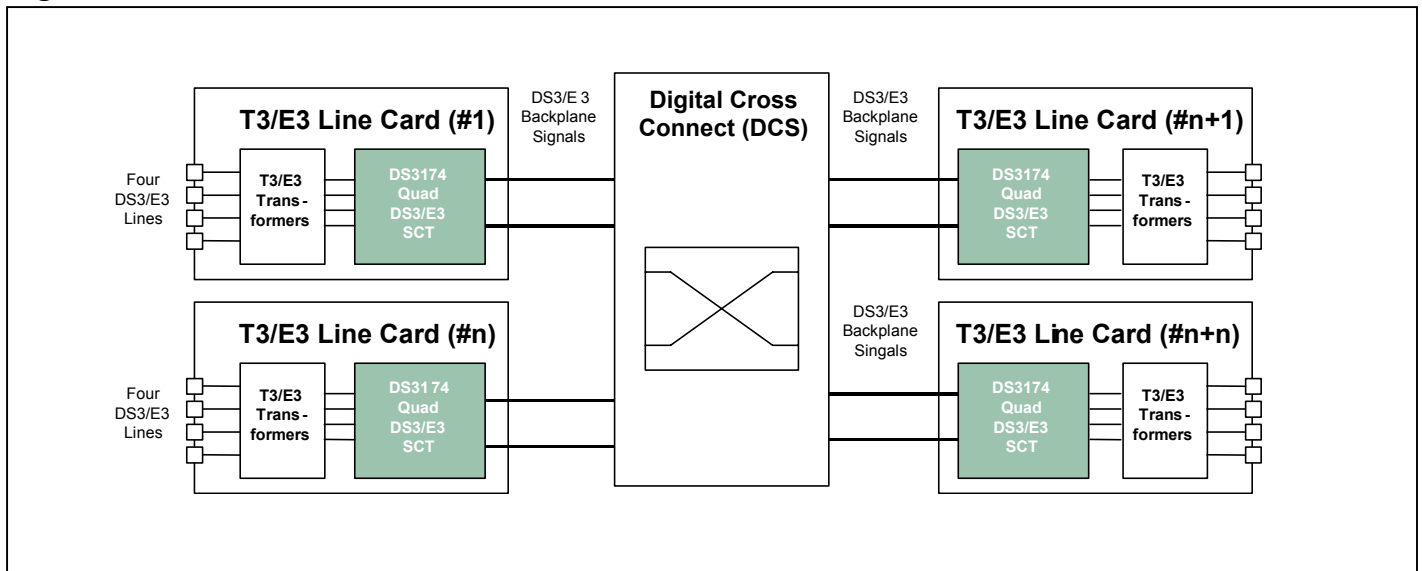 T3/E3 Line Card (#1)
Four
DS3/E3
Lines
T3/E3
Trans -
formers
DS3174
Quad
DS3/E3
SCT
DS3/E 3
Backplane
Signals
Digital Cross
Connect (DCS)
DS3/E3
Backplane
Signals
T3/E3 Line Card (#n+1)
DS3174
Quad
DS3/E3
SCT
T3/E3
Trans -
formers
T3/E3 Line Card (#n)
Four
DS3/E3
Lines
T3/E3
Trans -
formers
DS3174
Quad
DS3/E3
SCT
DS3/E3
Backplane
Singals
T3/E3 Line Card (#n+n)
DS3174
Quad
DS3/E3
SCT
T3/E3
Trans -
formers